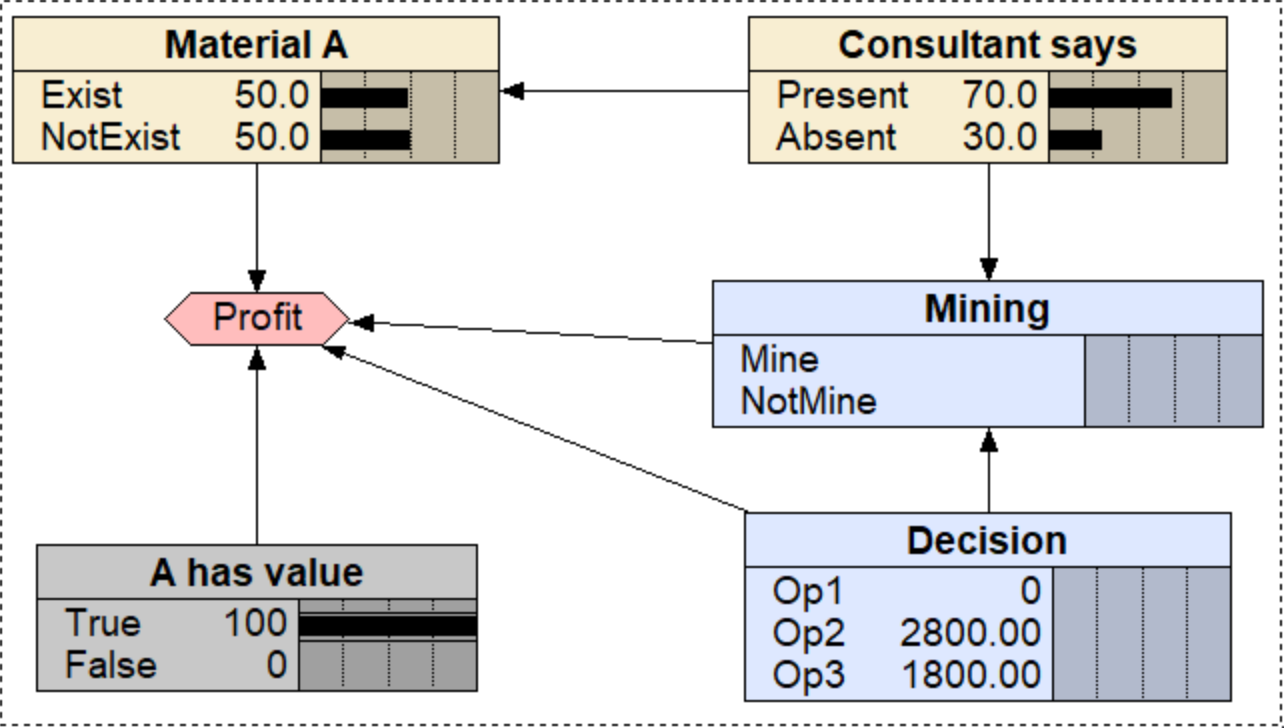 Material A
Exist 50.0
NotExist 50.0
Consultant says
Present 70.0
Absent 30.0
Profit
Mining
Mine
NotMine
A has value
True 100
False 0
Decision
Op1 0
Op2 2800.00
Op3 1800.00